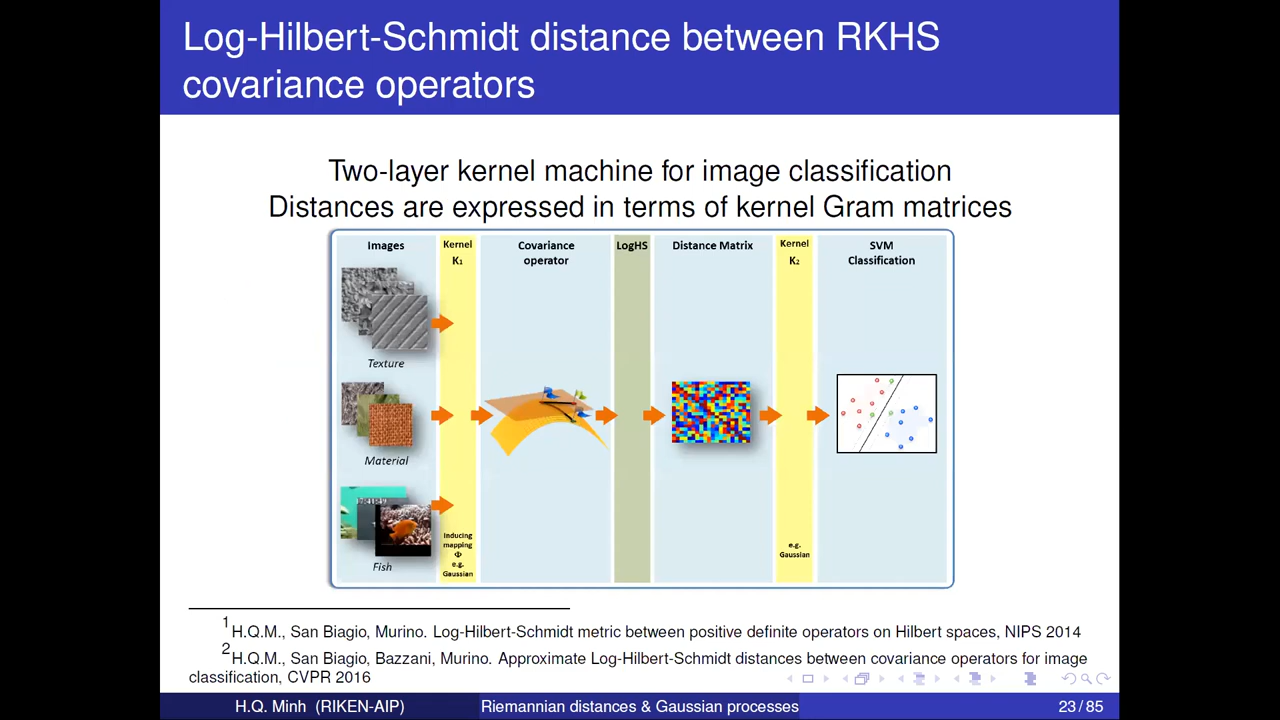 Log-Hilbert-Schmidt distance between RKHS
covariance operators
Two-layer kernel machine for image classification
Distances are expressed in terms of kernel Gram matrices
Images
Kernel
K₁
Covariance
operator
LogHS
Distance Matrix
Kernel
K₂
SVM
Classification
Texture
Material
Fish
Inducing
mapping
Φ
e.g.
Gaussian
e.g.
Gaussian
1H.Q.M., San Biagio, Murino. Log-Hilbert-Schmidt metric between positive definite operators on Hilbert spaces, NIPS 2014
2H.Q.M., San Biagio, Bazzani, Murino. Approximate Log-Hilbert-Schmidt distances between covariance operators for image
classification, CVPR 2016
H.Q. Minh (RIKEN-AIP)
Riemannian distances & Gaussian processes
23 / 85